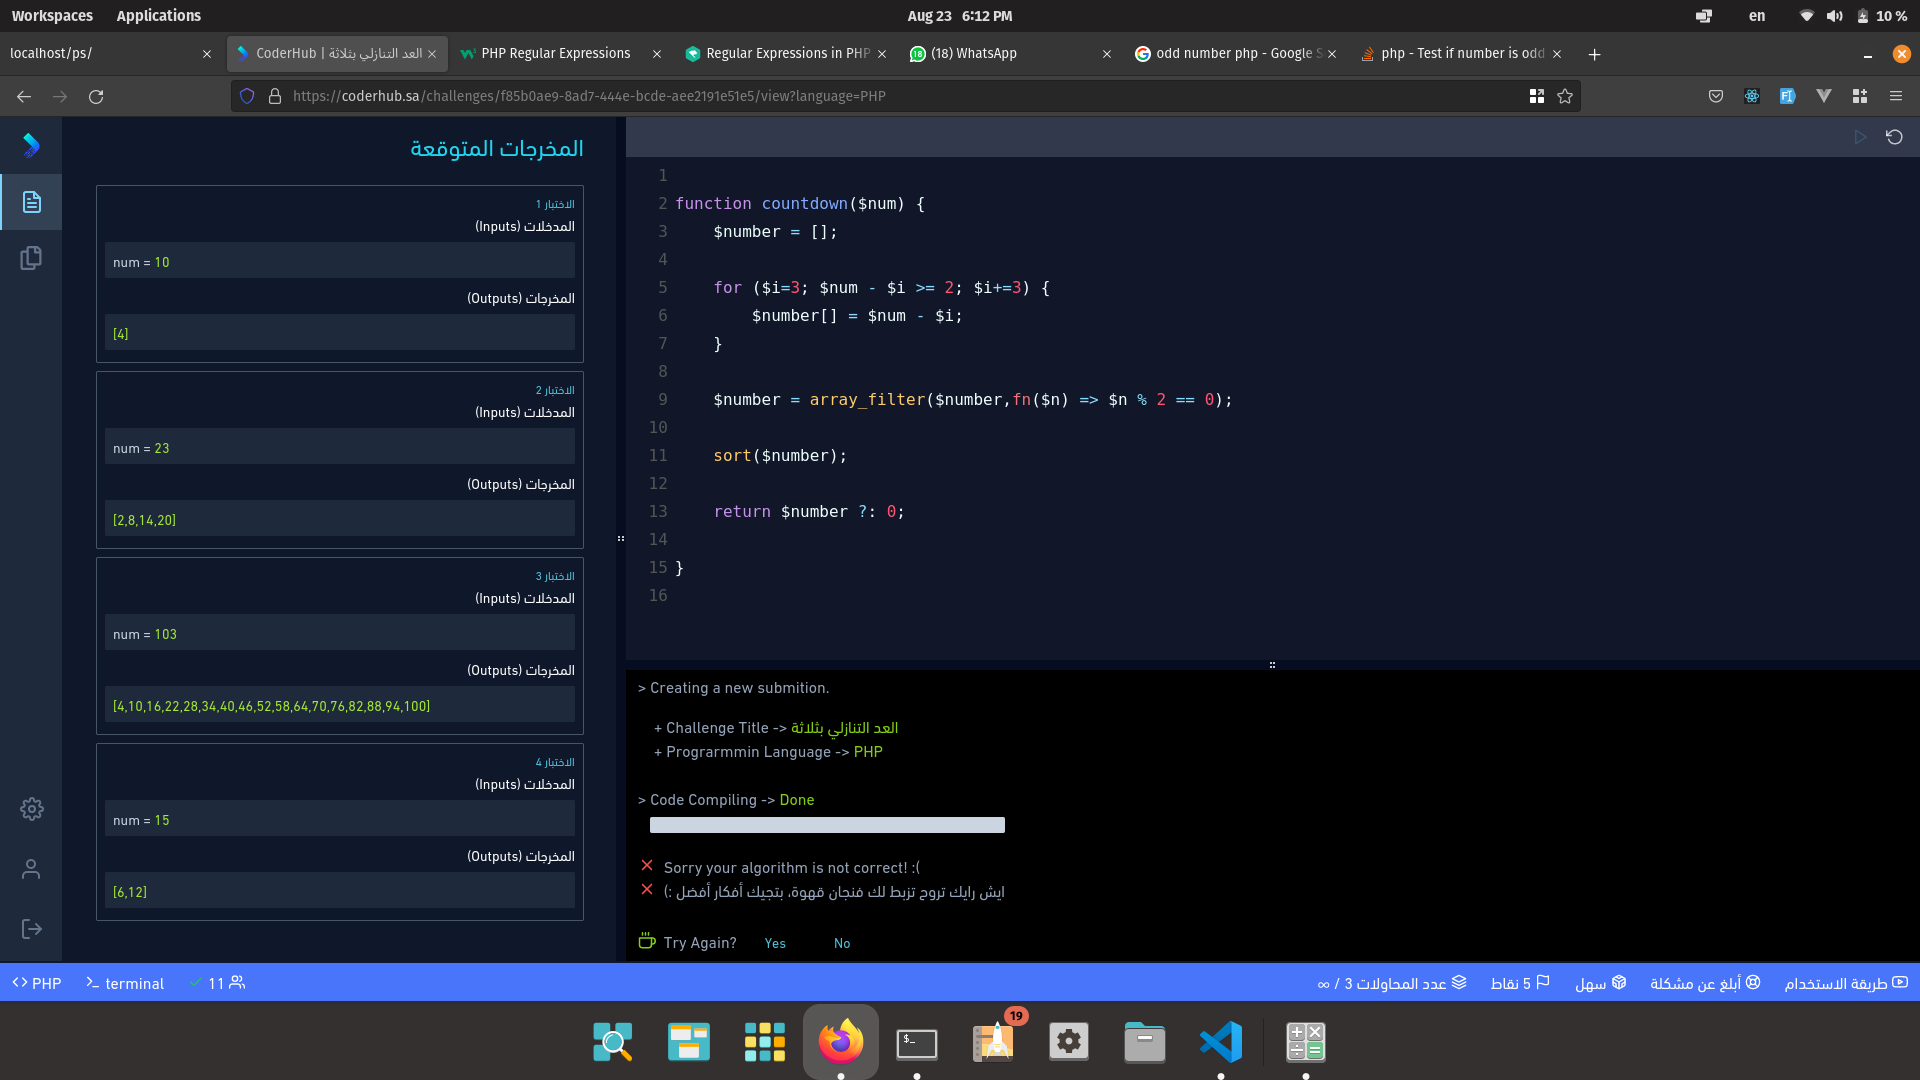 Workspaces Applications Aug 23 6:12 PM en 10 %
localhost/ps/ CoderHub | العد التنازلي بثلاثة PHP Regular Expressions Regular Expressions in PHP (18) WhatsApp odd number php - Google S php - Test if number is odd
https://coderhub.sa/challenges/f85b0ae9-8ad7-444e-bcde-aee2191e51e5/view?language=PHP
المخرجات المتوقعة
الاختبار 1
المدخلات (Inputs)
num = 10
المخرجات (Outputs)
[4]
الاختبار 2
المدخلات (Inputs)
num = 23
المخرجات (Outputs)
[2,8,14,20]
الاختبار 3
المدخلات (Inputs)
num = 103
المخرجات (Outputs)
[4,10,16,22,28,34,40,46,52,58,64,70,76,82,88,94,100]
الاختبار 4
المدخلات (Inputs)
num = 15
المخرجات (Outputs)
[6,12]
1
2 function countdown($num) {
3 $number = [];
4
5 for ($i=3; $num - $i >= 2; $i+=3) {
6 $number[] = $num - $i;
7 }
8
9 $number = array_filter($number,fn($n) => $n % 2 == 0);
10
11 sort($number);
12
13 return $number ?: 0;
14
15 }
16
> Creating a new submition.
+ Challenge Title -> العد التنازلي بثلاثة
+ Prograrmmin Language -> PHP
> Code Compiling -> Done
Sorry your algorithm is not correct! :(
ايش رايك تروح تزبط لك فنجان قهوة، بتجيك أفكار أفضل :)
Try Again? Yes No
PHP terminal 11 عدد المحاولات 3 / ∞ 5 نقاط سهل أبلغ عن مشكلة طريقة الاستخدام
19